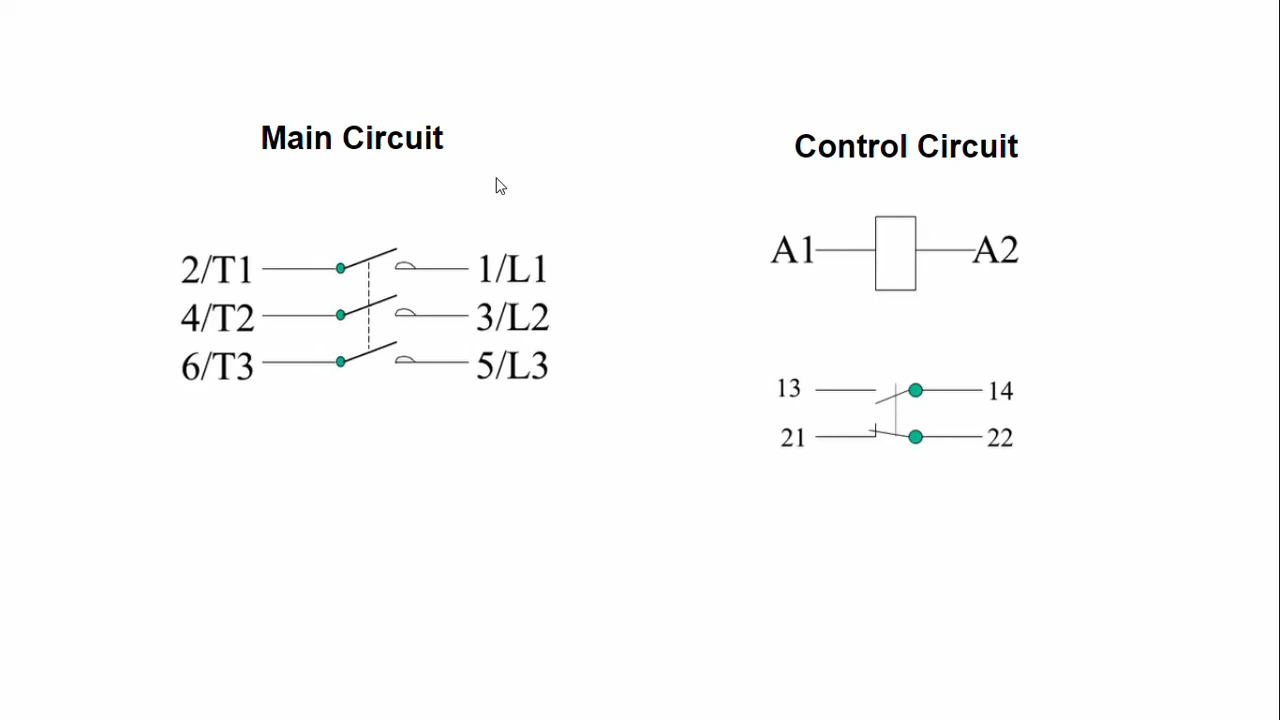 Main Circuit
2/T1 1/L1
4/T2 3/L2
6/T3 5/L3
Control Circuit
A1 A2
13 14
21 22